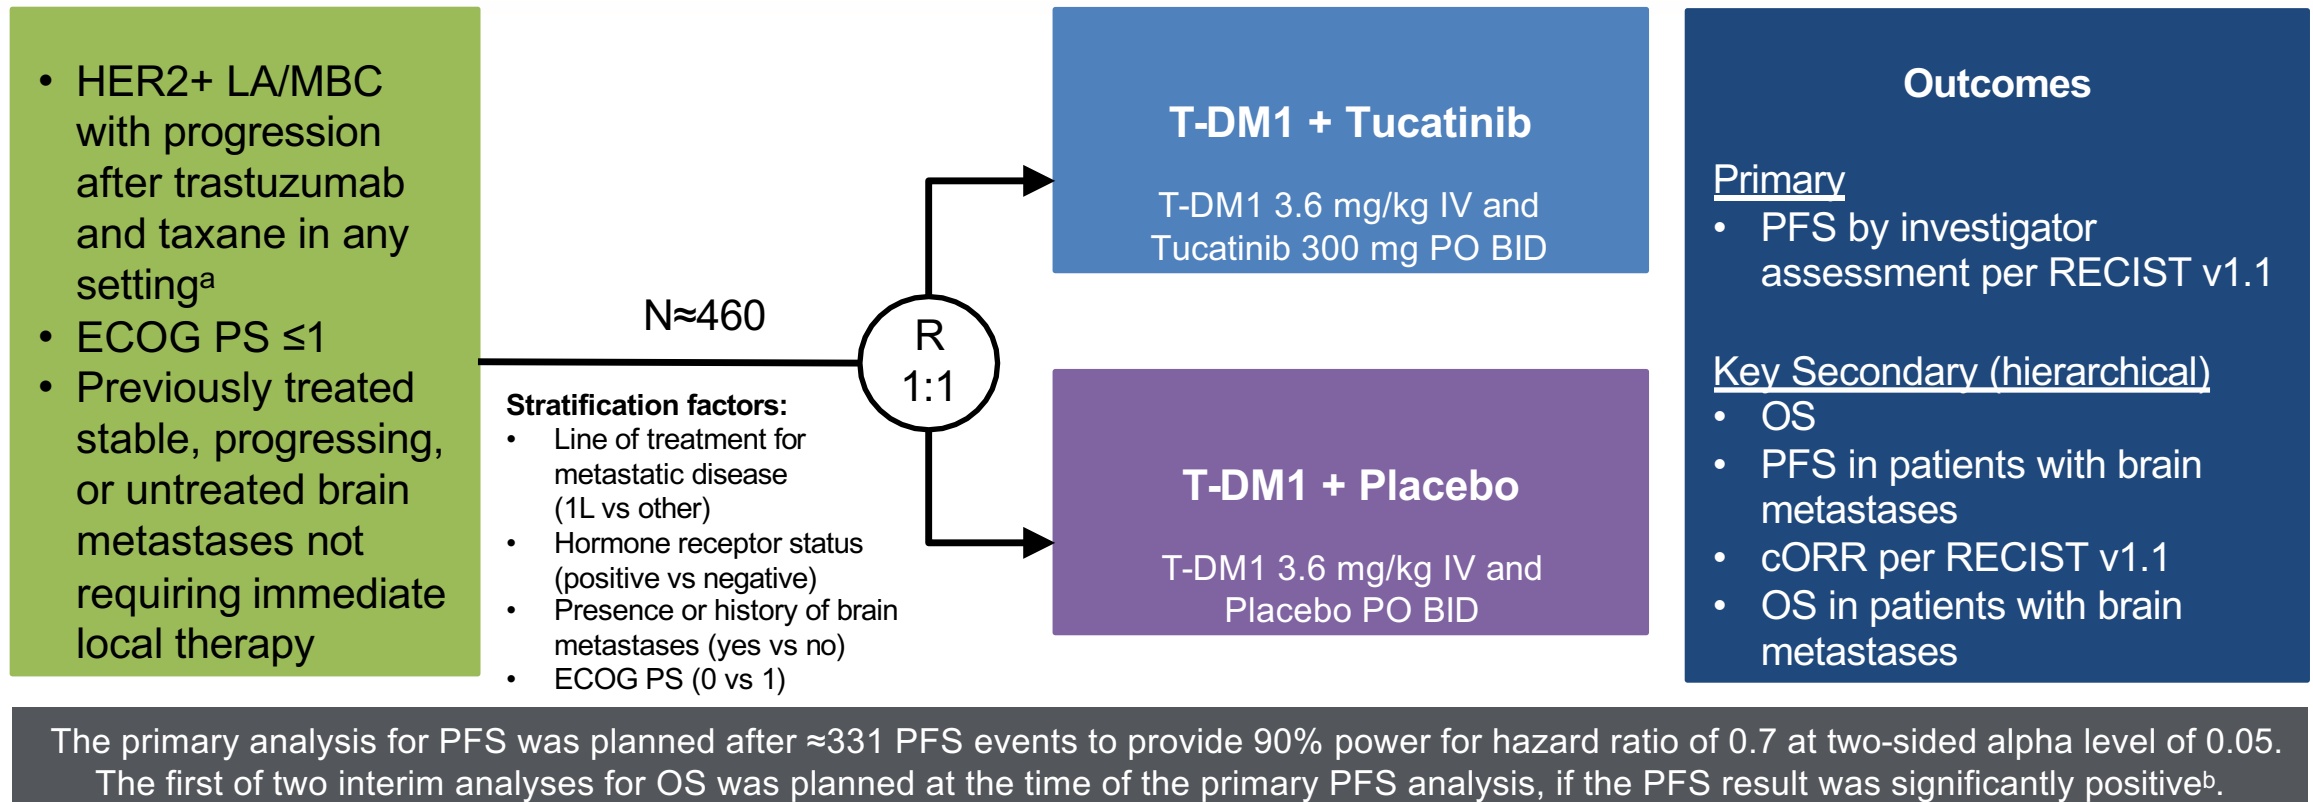 • HER2+ LA/MBC
with progression
after trastuzumab
and taxane in any
settingᵃ
• ECOG PS ≤1
• Previously treated
stable, progressing,
or untreated brain
metastases not
requiring immediate
local therapy
N≈460
R
1:1
Stratification factors:
• Line of treatment for
metastatic disease
(1L vs other)
• Hormone receptor status
(positive vs negative)
• Presence or history of brain
metastases (yes vs no)
• ECOG PS (0 vs 1)
T-DM1 + Tucatinib
T-DM1 3.6 mg/kg IV and
Tucatinib 300 mg PO BID
T-DM1 + Placebo
T-DM1 3.6 mg/kg IV and
Placebo PO BID
Outcomes
Primary
• PFS by investigator
assessment per RECIST v1.1
Key Secondary (hierarchical)
• OS
• PFS in patients with brain
metastases
• cORR per RECIST v1.1
• OS in patients with brain
metastases
The primary analysis for PFS was planned after ≈331 PFS events to provide 90% power for hazard ratio of 0.7 at two-sided alpha level of 0.05.
The first of two interim analyses for OS was planned at the time of the primary PFS analysis, if the PFS result was significantly positiveᵇ.